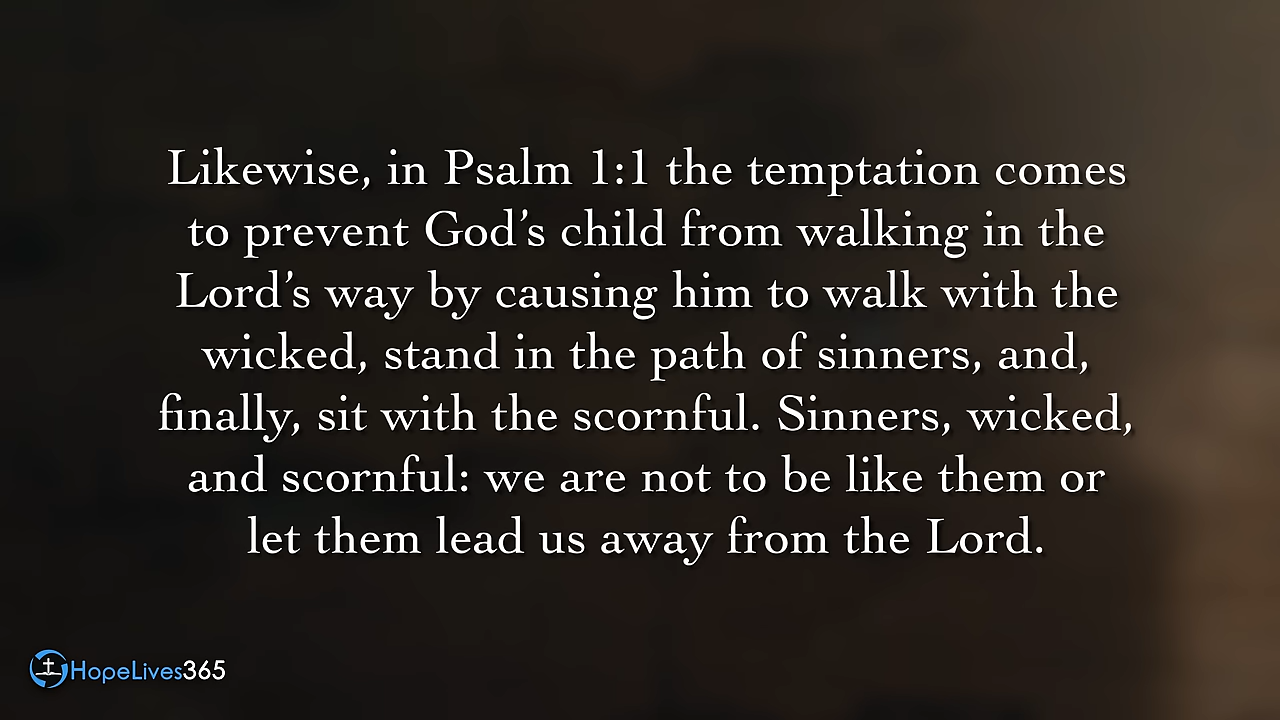 Likewise, in Psalm 1:1 the temptation comes
to prevent God’s child from walking in the
Lord’s way by causing him to walk with the
wicked, stand in the path of sinners, and,
finally, sit with the scornful. Sinners, wicked,
and scornful: we are not to be like them or
let them lead us away from the Lord.
HopeLives365